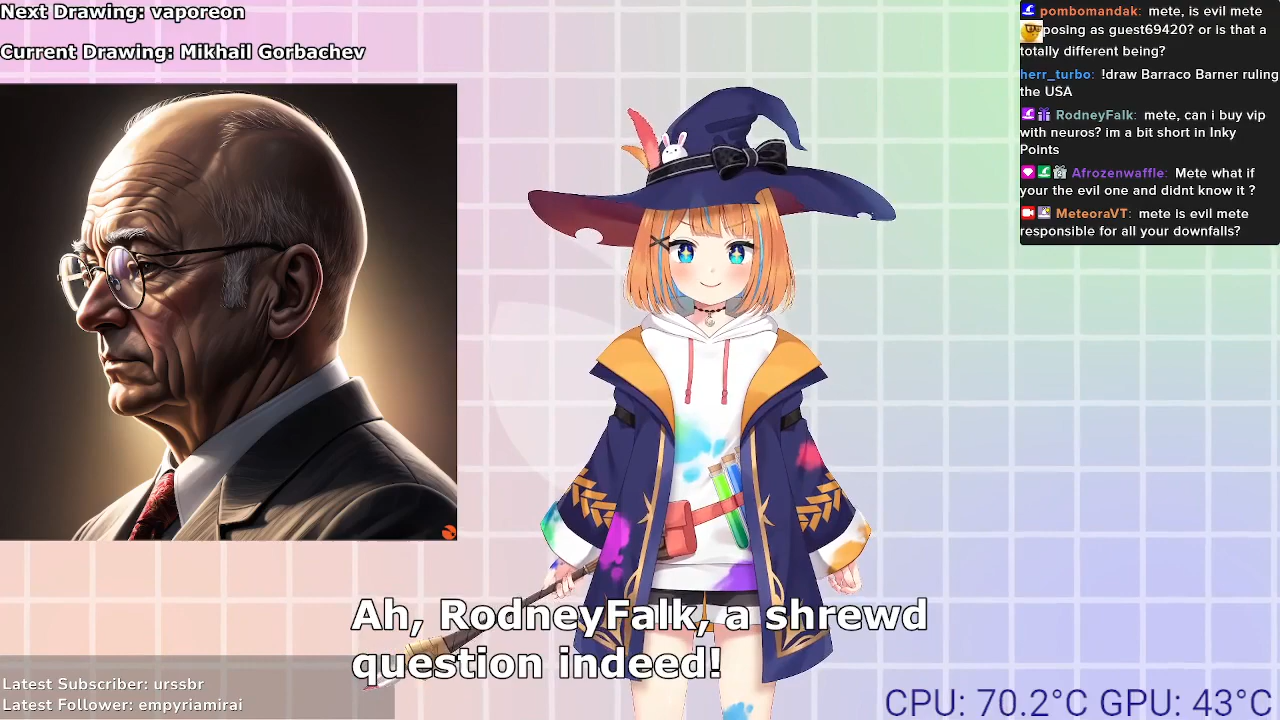 Next Drawing: vaporeon
Current Drawing: Mikhail Gorbachev
pombomandak: mete, is evil mete
posing as guest69420? or is that a
totally different being?
herr_turbo: !draw Barraco Barner ruling
the USA
RodneyFalk: mete, can i buy vip
with neuros? im a bit short in Inky
Points
Afrozenwaffle: Mete what if
your the evil one and didnt know it ?
MeteoraVT: mete is evil mete
responsible for all your downfalls?
Ah, RodneyFalk, a shrewd
question indeed!
Latest Subscriber: urssbr
Latest Follower: empyriamirai
CPU: 70.2°C GPU: 43°C